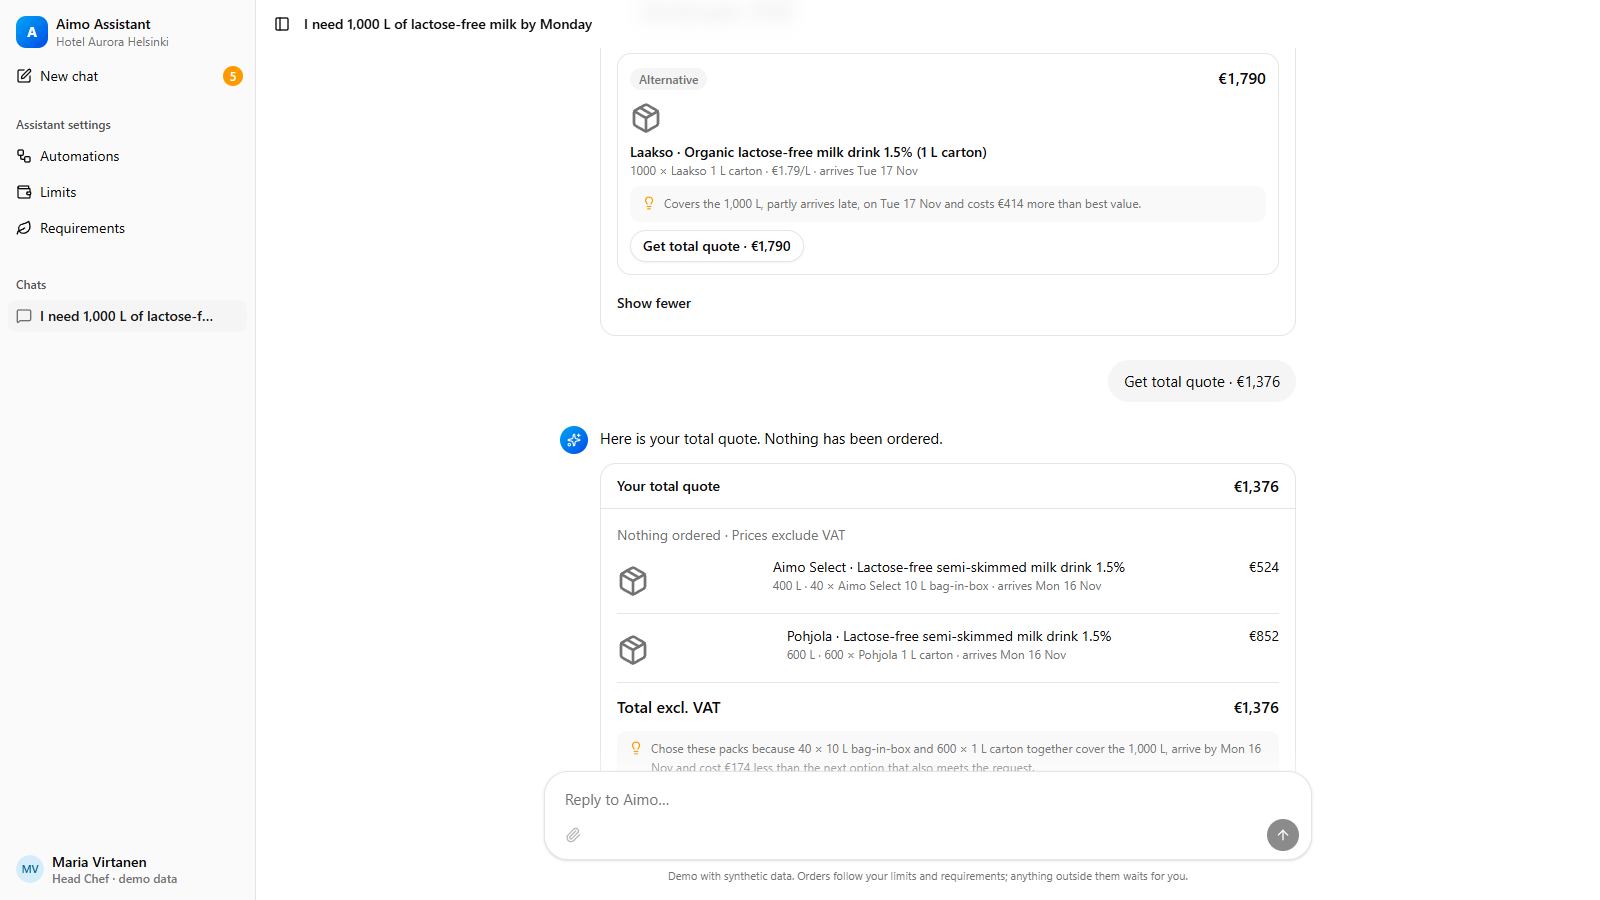 A
Aimo Assistant
Hotel Aurora Helsinki
New chat
5
Assistant settings
Automations
Limits
Requirements
Chats
I need 1,000 L of lactose-f...
MV
Maria Virtanen
Head Chef · demo data
I need 1,000 L of lactose-free milk by Monday
Alternative
€1,790
Laakso · Organic lactose-free milk drink 1.5% (1 L carton)
1000 × Laakso 1 L carton · €1.79/L · arrives Tue 17 Nov
Covers the 1,000 L, partly arrives late, on Tue 17 Nov and costs €414 more than best value.
Get total quote · €1,790
Show fewer
Get total quote · €1,376
Here is your total quote. Nothing has been ordered.
Your total quote
€1,376
Nothing ordered · Prices exclude VAT
Aimo Select · Lactose-free semi-skimmed milk drink 1.5%
€524
400 L · 40 × Aimo Select 10 L bag-in-box · arrives Mon 16 Nov
Pohjola · Lactose-free semi-skimmed milk drink 1.5%
€852
600 L · 600 × Pohjola 1 L carton · arrives Mon 16 Nov
Total excl. VAT
€1,376
Chose these packs because 40 × 10 L bag-in-box and 600 × 1 L carton together cover the 1,000 L, arrive by Mon 16
Nov and cost €174 less than the next option that also meets the request.
Reply to Aimo...
Demo with synthetic data. Orders follow your limits and requirements; anything outside them waits for you.